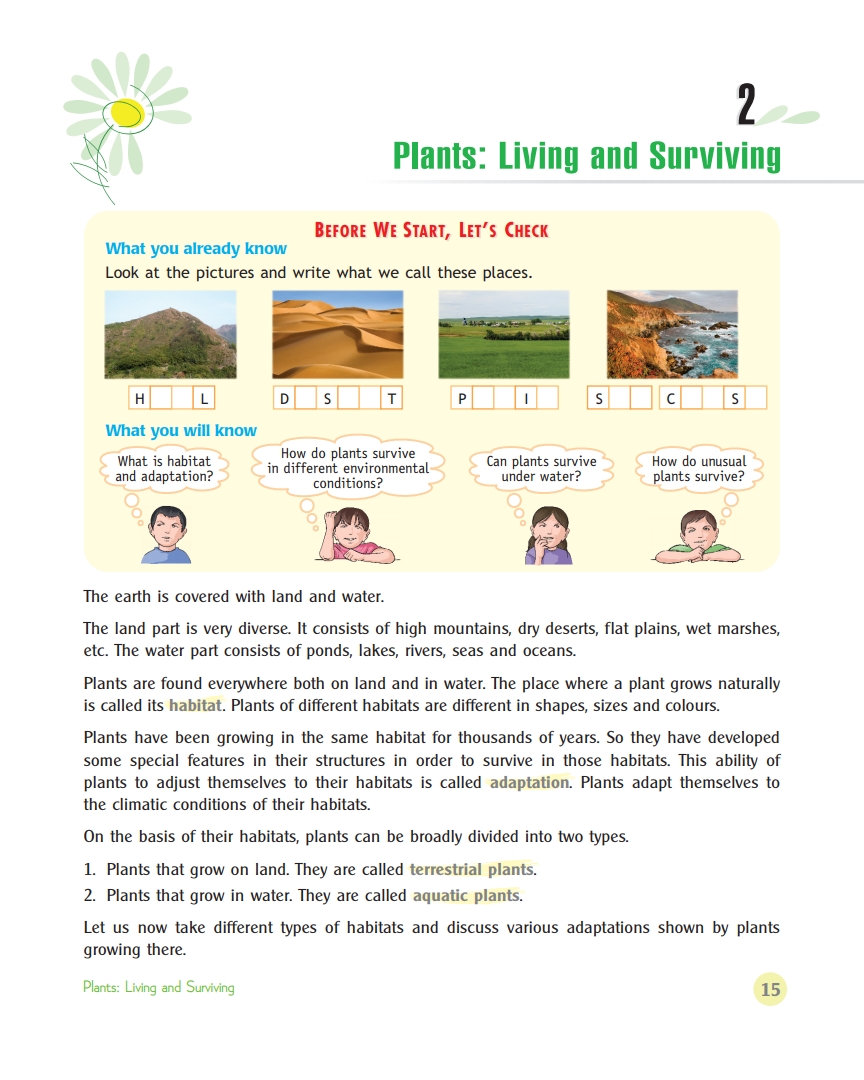 2
Plants: Living and Surviving
BEFORE WE START, LET'S CHECK
What you already know
Look at the pictures and write what we call these places.
H L
D S T
P I
S C S
What you will know
What is habitat
and adaptation?
How do plants survive
in different environmental
conditions?
Can plants survive
under water?
How do unusual
plants survive?
The earth is covered with land and water.
The land part is very diverse. It consists of high mountains, dry deserts, flat plains, wet marshes,
etc. The water part consists of ponds, lakes, rivers, seas and oceans.
Plants are found everywhere both on land and in water. The place where a plant grows naturally
is called its habitat. Plants of different habitats are different in shapes, sizes and colours.
Plants have been growing in the same habitat for thousands of years. So they have developed
some special features in their structures in order to survive in those habitats. This ability of
plants to adjust themselves to their habitats is called adaptation. Plants adapt themselves to
the climatic conditions of their habitats.
On the basis of their habitats, plants can be broadly divided into two types.
1. Plants that grow on land. They are called terrestrial plants.
2. Plants that grow in water. They are called aquatic plants.
Let us now take different types of habitats and discuss various adaptations shown by plants
growing there.
Plants: Living and Surviving
15